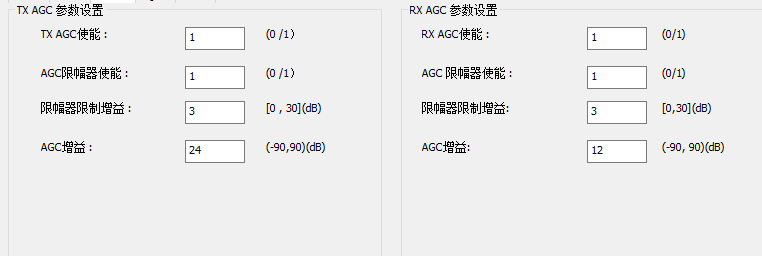 TX AGC 参数设置
TX AGC使能： 1 (0 /1）
AGC限幅器使能： 1 (0 /1）
限幅器限制增益： 3 [0 , 30](dB)
AGC增益： 24 (-90,90)(dB)
RX AGC 参数设置
RX AGC使能： 1 (0/1)
AGC 限幅器使能： 1 (0/1)
限幅器限制增益: 3 [0,30](dB)
AGC增益: 12 (-90, 90)(dB)